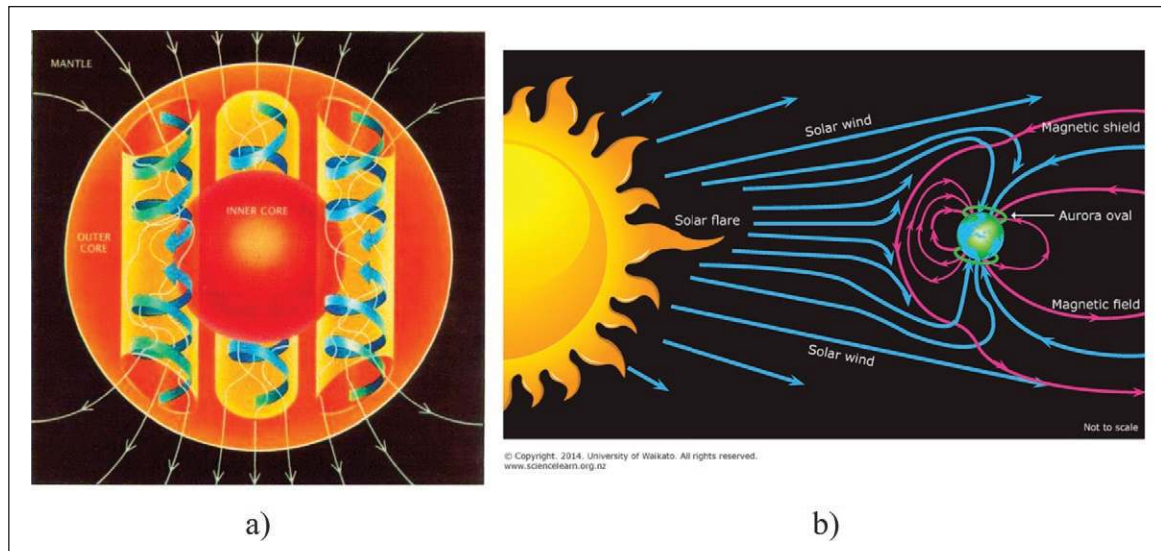 MANTLE
INNER CORE
OUTER
CORE
a)
Solar wind
Magnetic shield
Solar flare
Aurora oval
Magnetic field
Solar wind
Not to scale
© Copyright. 2014. University of Waikato. All rights reserved.
www.sciencelearn.org.nz
b)